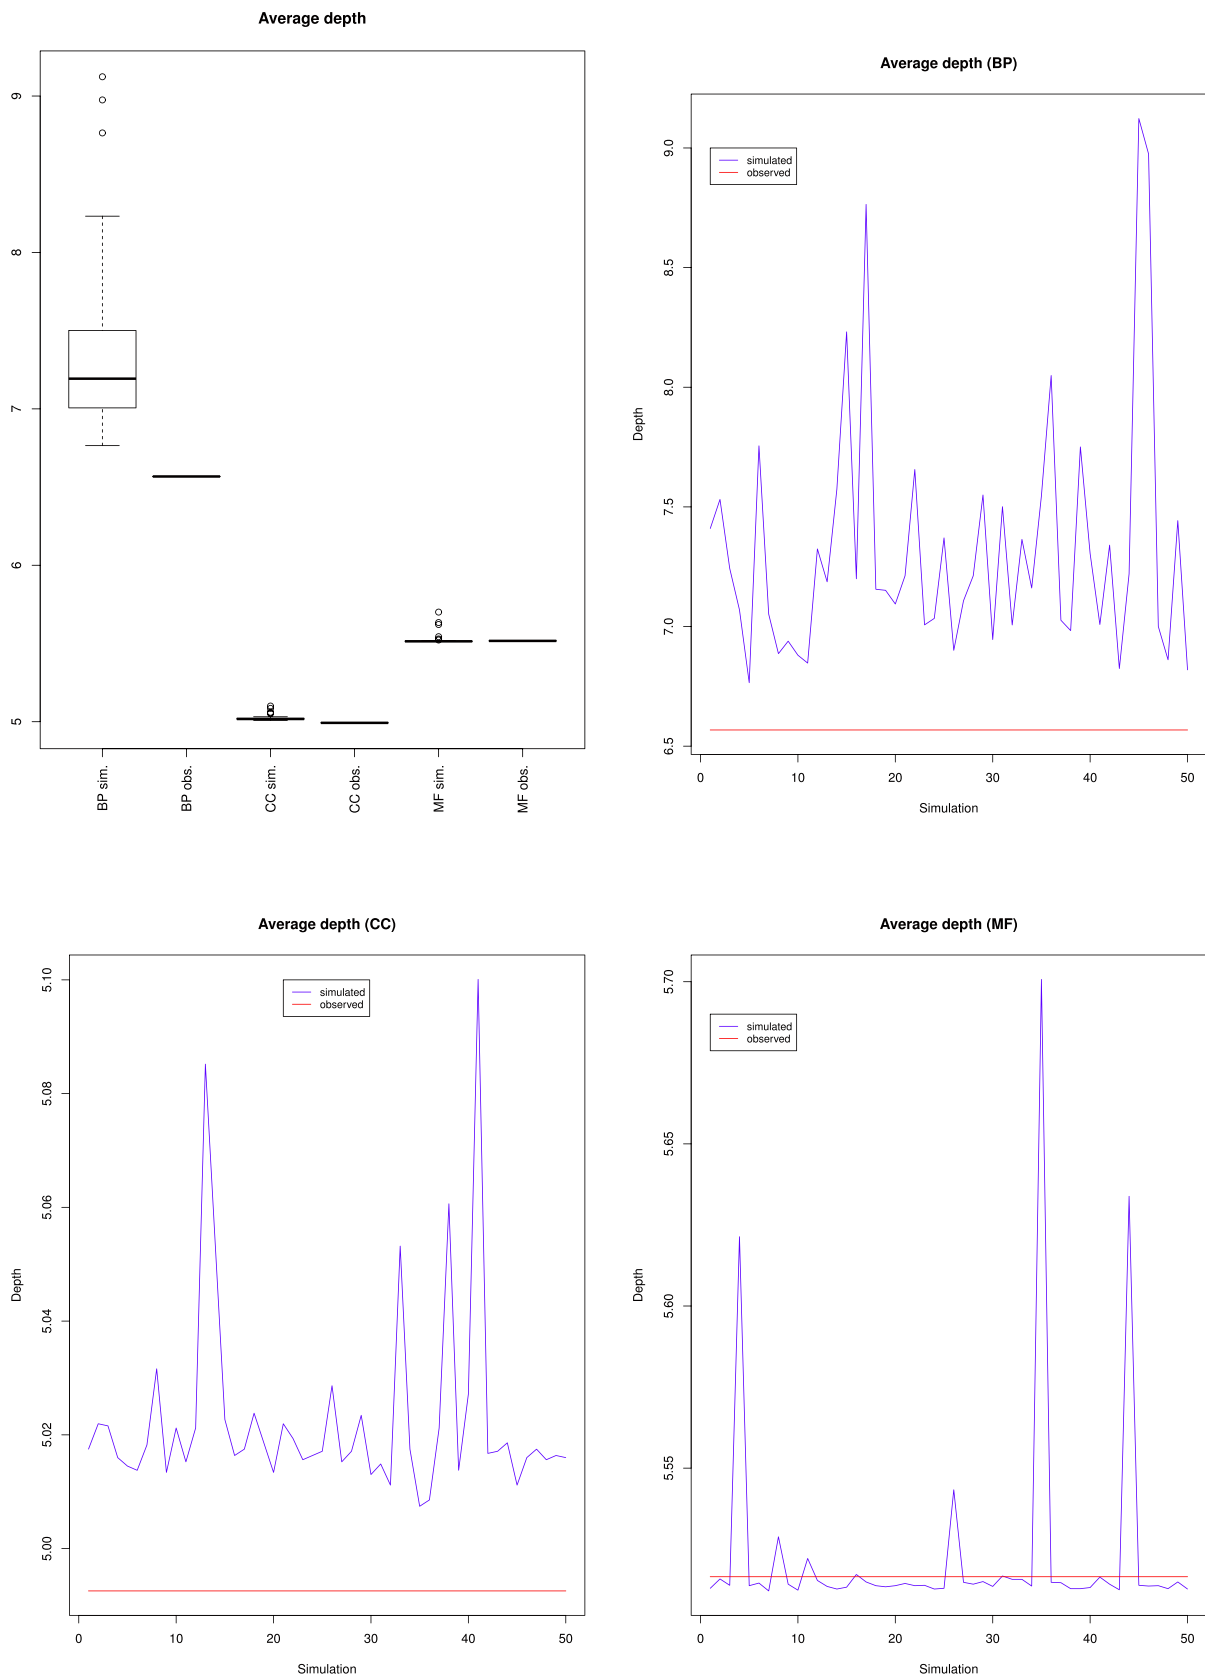 Average depth
9
8
7
6
5
BP sim.
BP obs.
CC sim.
CC obs.
MF sim.
MF obs.
Average depth (BP)
simulated
observed
Depth
9.0
8.5
8.0
7.5
7.0
6.5
0 10 20 30 40 50
Simulation
Average depth (CC)
simulated
observed
Depth
5.10
5.08
5.06
5.04
5.02
5.00
0 10 20 30 40 50
Simulation
Average depth (MF)
simulated
observed
Depth
5.70
5.65
5.60
5.55
0 10 20 30 40 50
Simulation